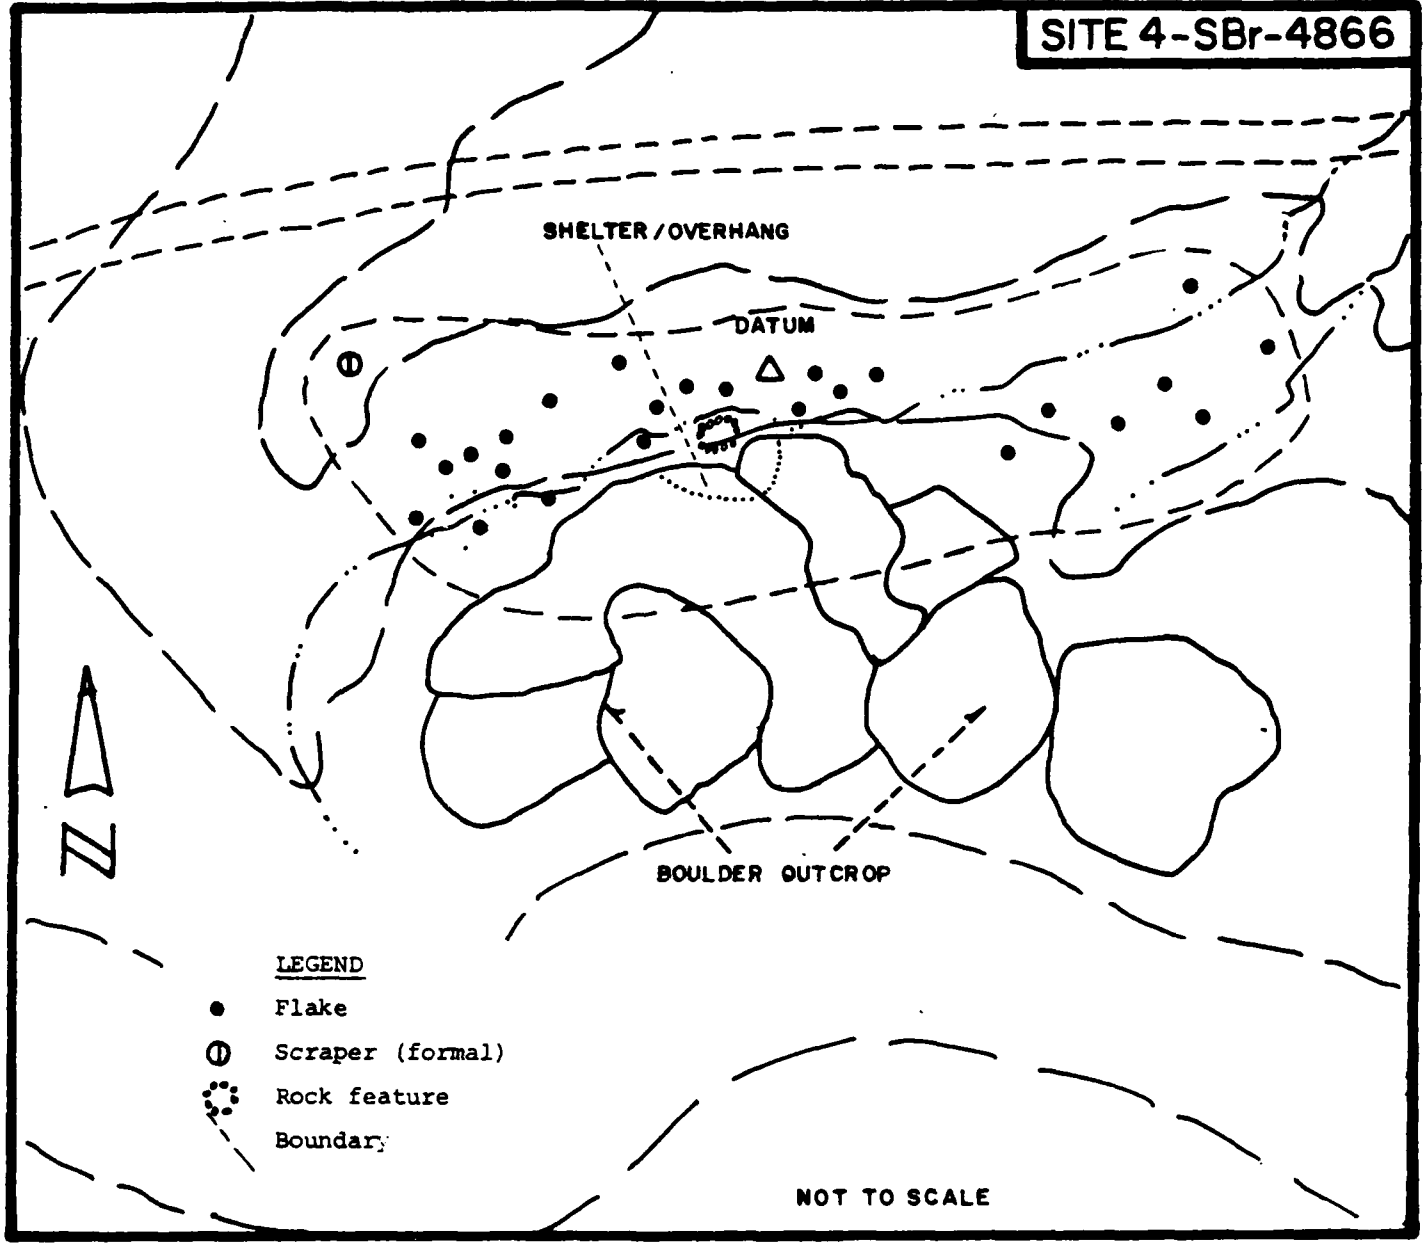 SITE 4-SBr-4866
SHELTER/OVERHANG
DATUM
BOULDER OUTCROP
N
LEGEND
Flake
Scraper (formal)
Rock feature
Boundary
NOT TO SCALE